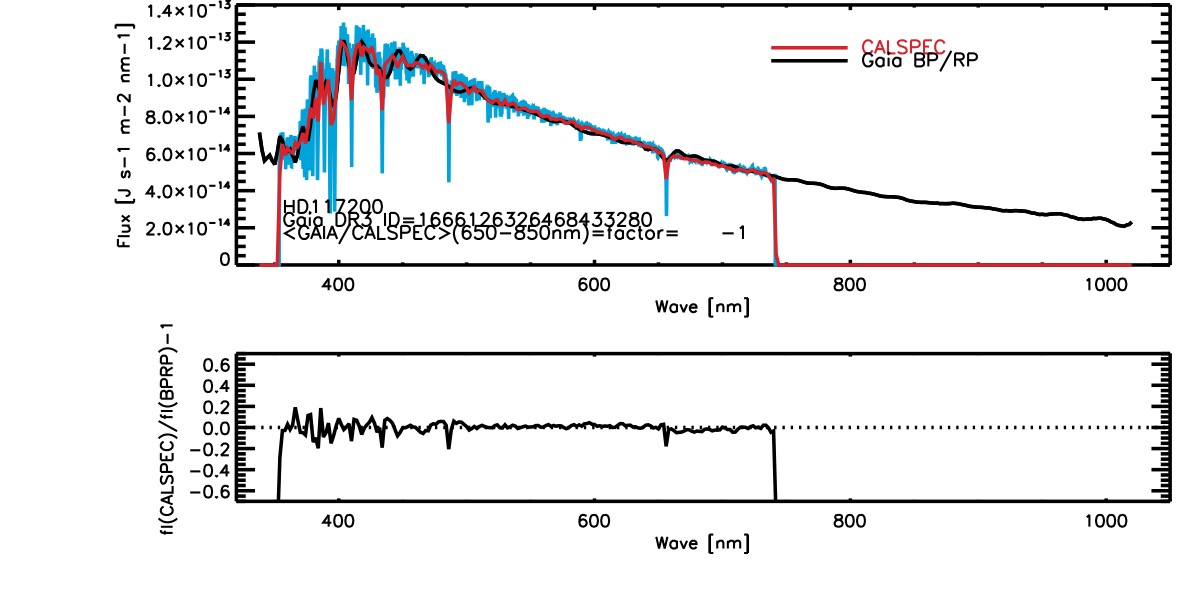 1.4×10−13
1.2×10−13
1.0×10−13
8.0×10−14
6.0×10−14
4.0×10−14
2.0×10−14
0
Flux [J s−1 m−2 nm−1]
CALSPEC
Gaia BP/RP
HD117200
Gaia DR3 ID=1666126326468433280
<GAIA/CALSPEC>(650−850nm)=factor= −1
400 600 800 1000
Wave [nm]
fl(CALSPEC)/fl(BPRP)−1
0.6
0.4
0.2
0.0
−0.2
−0.4
−0.6
400 600 800 1000
Wave [nm]